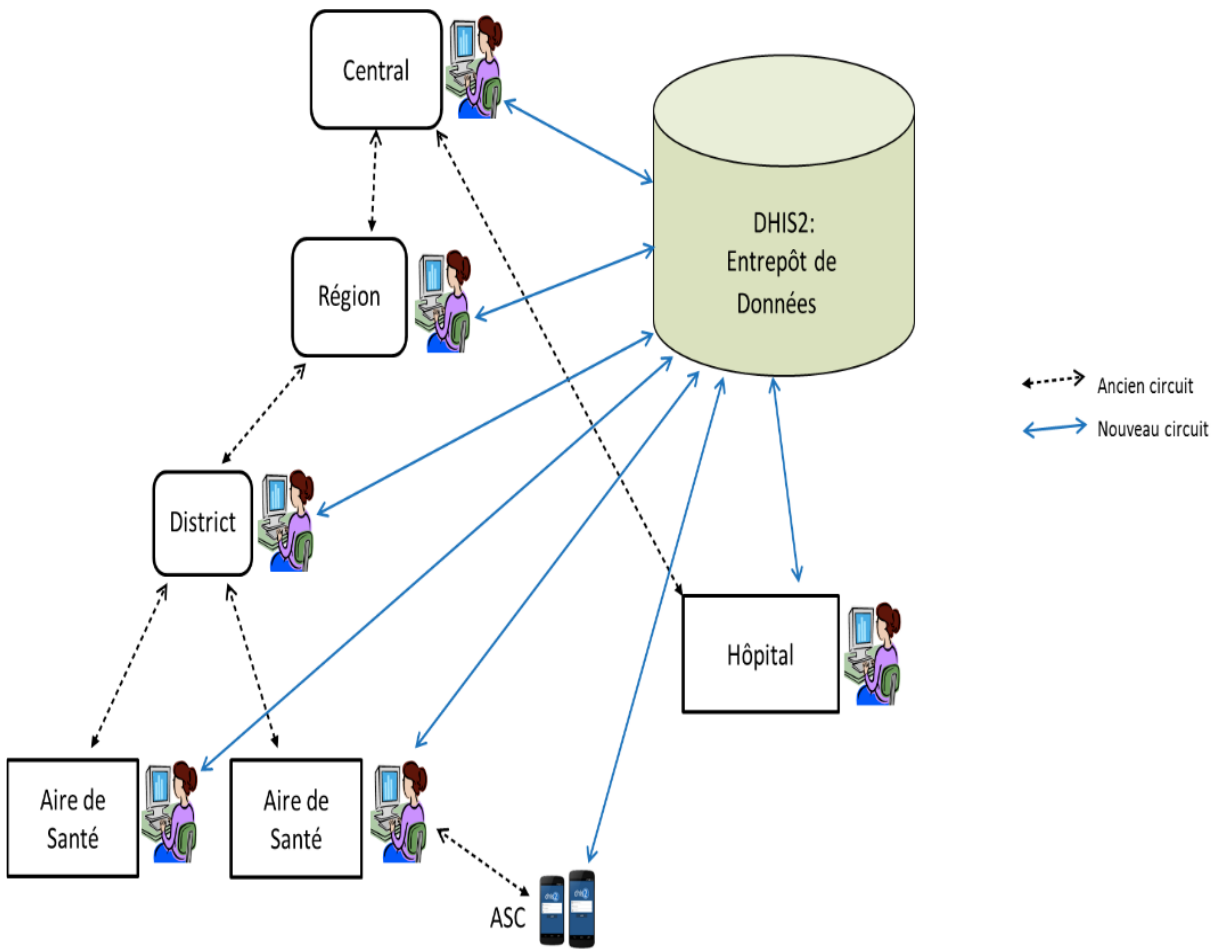 Central
DHIS2:
Entrepôt de
Données
Région
Ancien circuit
Nouveau circuit
District
Hôpital
Aire de
Santé
Aire de
Santé
ASC